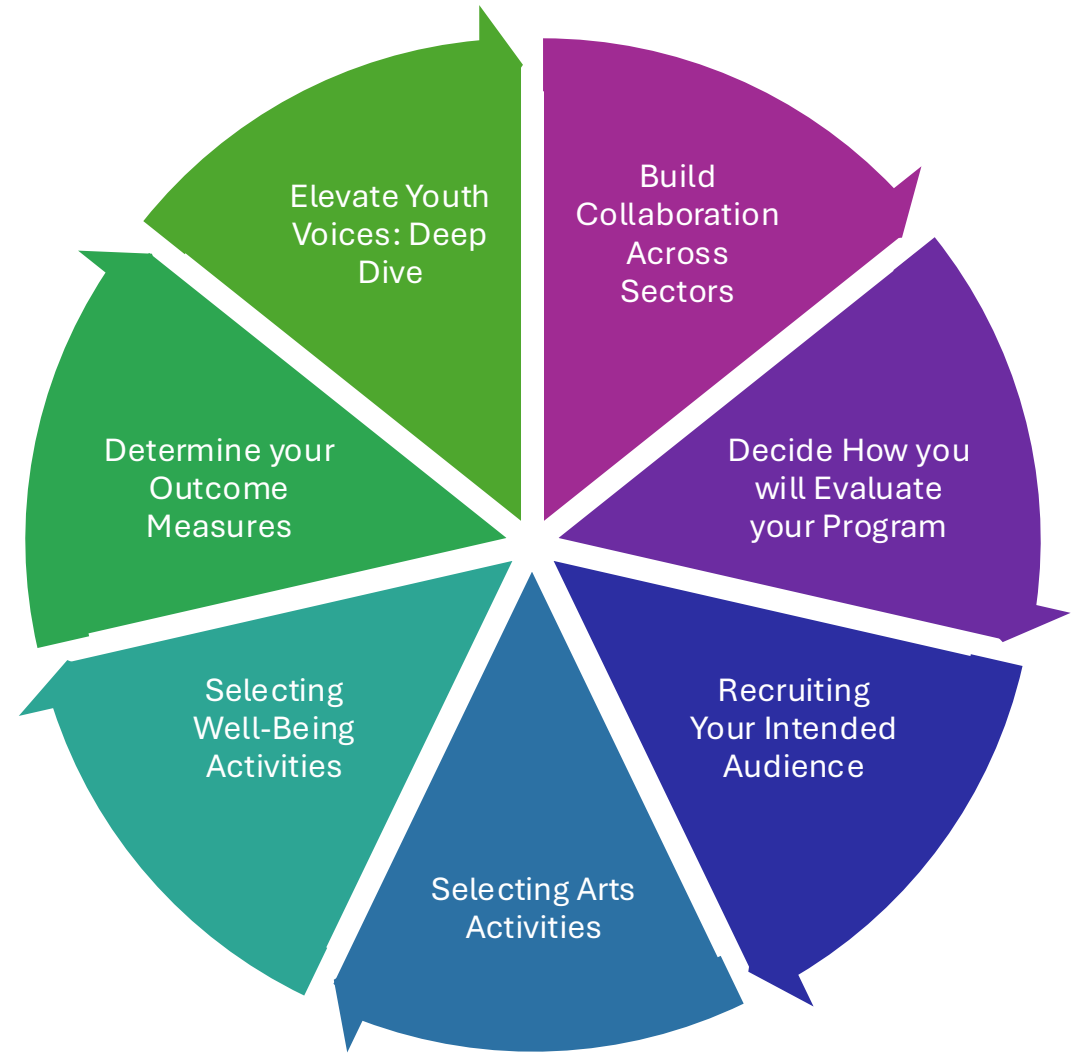 Build
Collaboration
Across
Sectors
Decide How you
will Evaluate
your Program
Recruiting
Your Intended
Audience
Selecting Arts
Activities
Selecting
Well-Being
Activities
Determine your
Outcome
Measures
Elevate Youth
Voices: Deep
Dive